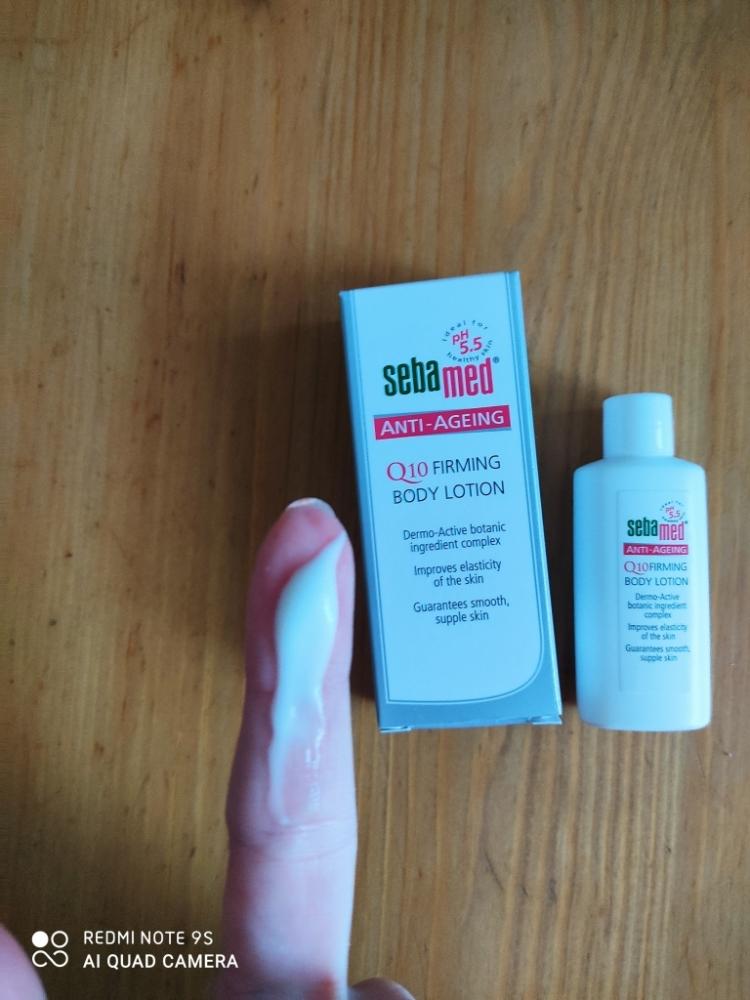 ideal for
pH
5.5
healthy skin
sebamed®
ANTI-AGEING
Q10 FIRMING
BODY LOTION
Dermo-Active botanic
ingredient complex
Improves elasticity
of the skin
Guarantees smooth,
supple skin
ideal for
pH
5.5
sebamed®
ANTI-AGEING
Q10 FIRMING
BODY LOTION
Dermo-Active
botanic ingredient
complex
Improves elasticity
of the skin
Guarantees smooth,
supple skin
REDMI NOTE 9S
AI QUAD CAMERA